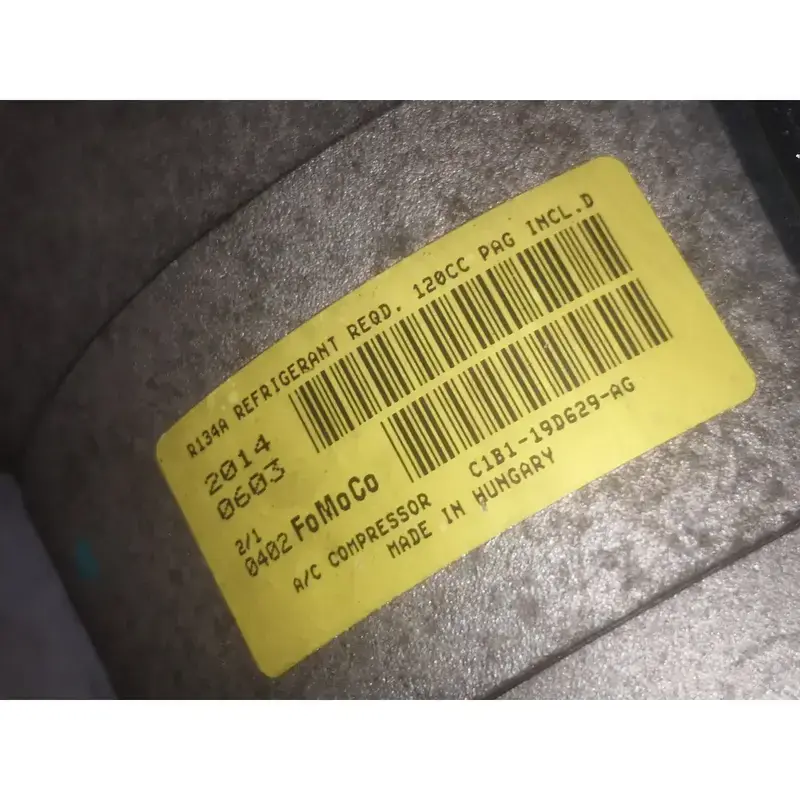 R134A REFRIGERANT REQD. 120CC PAG INCL.D
2014
0603
2/1
0402 FoMoCo
A/C COMPRESSOR C1B1-19D629-AG
MADE IN HUNGARY